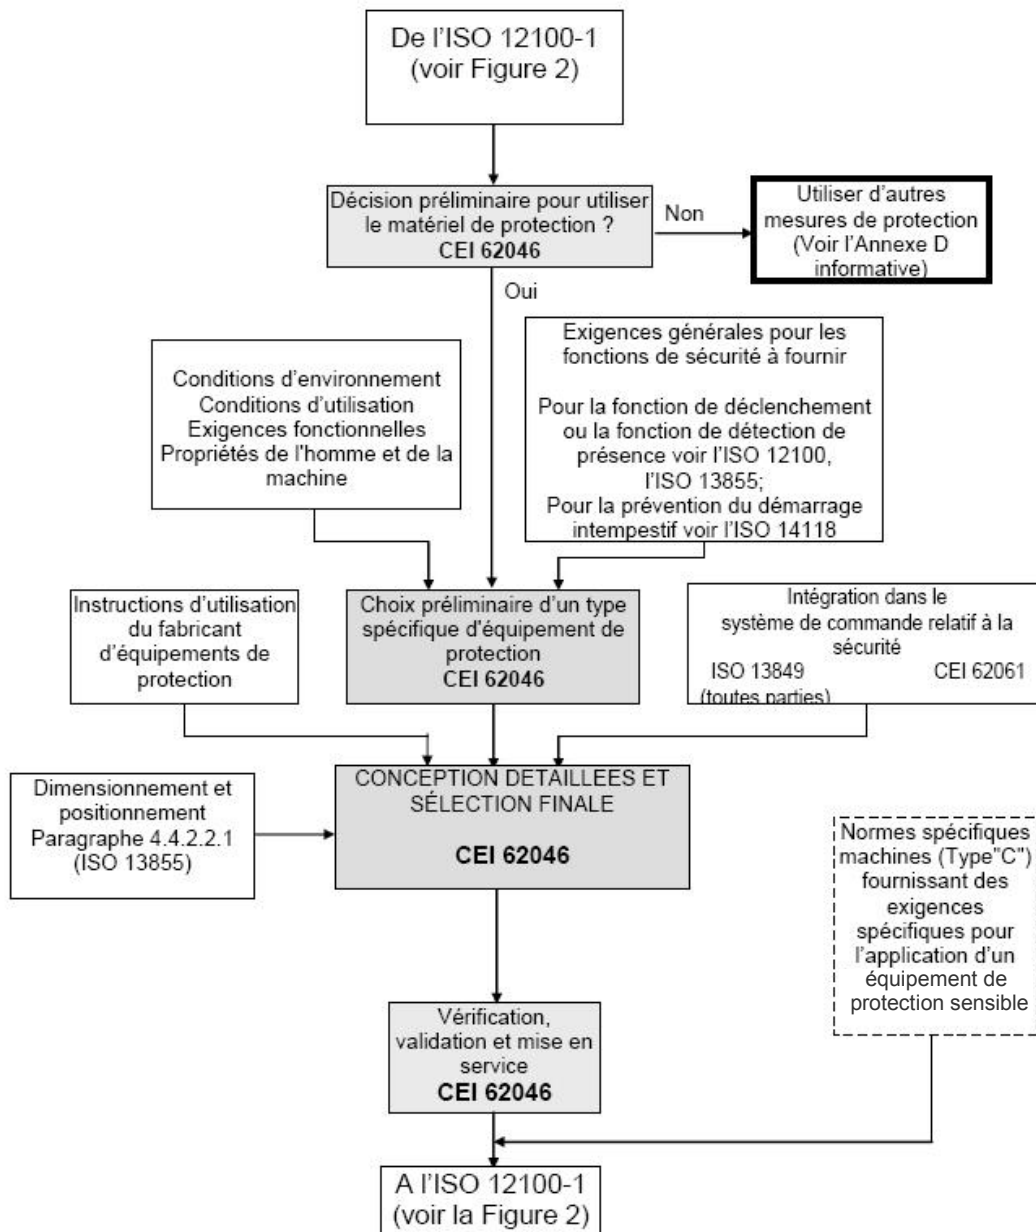 De l’ISO 12100-1
(voir Figure 2)
Décision préliminaire pour utiliser
le matériel de protection ?
CEI 62046
Non
Utiliser d’autres
mesures de protection
(Voir l’Annexe D
informative)
Oui
Conditions d’environnement
Conditions d’utilisation
Exigences fonctionnelles
Propriétés de l'homme et de la
machine
Exigences générales pour les
fonctions de sécurité à fournir
Pour la fonction de déclenchement
ou la fonction de détection de
présence voir l’ISO 12100,
l’ISO 13855;
Pour la prévention du démarrage
intempestif voir l’ISO 14118
Instructions d’utilisation
du fabricant
d’équipements de
protection
Choix préliminaire d’un type
spécifique d'équipement de
protection
CEI 62046
Intégration dans le
système de commande relatif à la
sécurité
ISO 13849 CEI 62061
(toutes parties)
Dimensionnement et
positionnement
Paragraphe 4.4.2.2.1
(ISO 13855)
CONCEPTION DETAILLEES ET
SÉLECTION FINALE
CEI 62046
Normes spécifiques
machines (Type"C")
fournissant des
exigences
spécifiques pour
l’application d’un
équipement de
protection sensible
Vérification,
validation et mise en
service
CEI 62046
A l’ISO 12100-1
(voir la Figure 2)